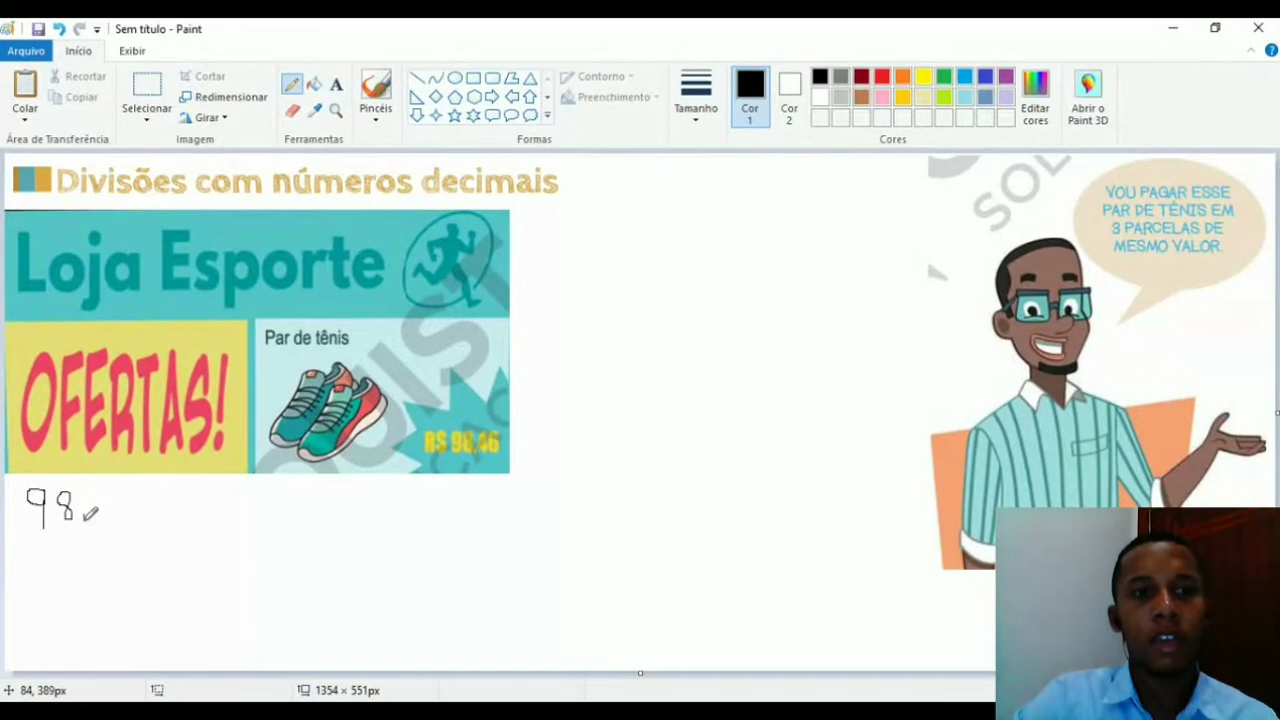 Sem título - Paint
Arquivo
Início
Exibir
Colar
Recortar
Copiar
Área de Transferência
Selecionar
Cortar
Redimensionar
Girar
Imagem
A
Ferramentas
Pincéis
Contorno
Preenchimento
Formas
Tamanho
Cor
1
Cor
2
Editar
cores
Abrir o
Paint 3D
Cores
Divisões com números decimais
Loja Esporte
OFERTAS!
Par de tênis
R$ 98,46
VOU PAGAR ESSE
PAR DE TÊNIS EM
3 PARCELAS DE
MESMO VALOR.
98
84, 389px
1354 × 551px